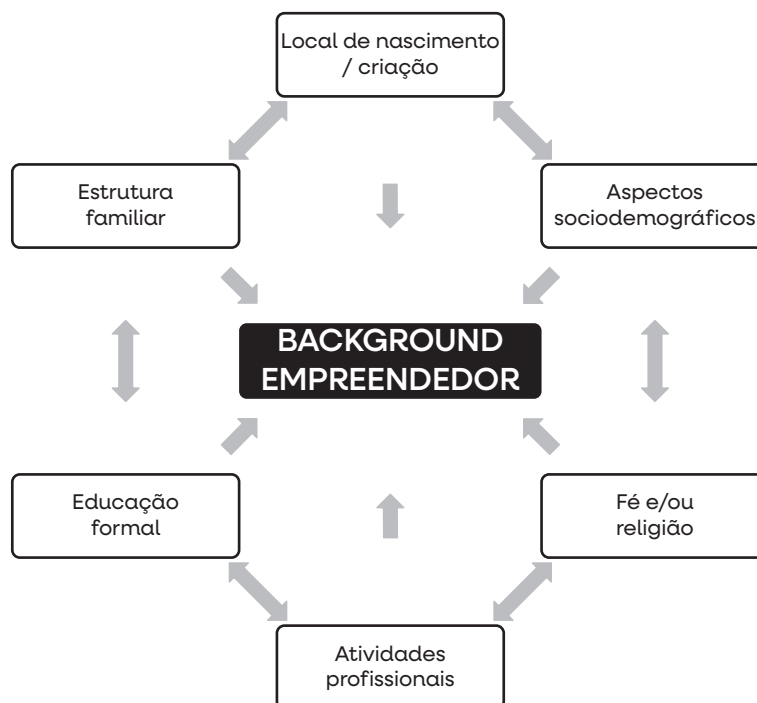 Local de nascimento
/ criação
Estrutura
familiar
Aspectos
sociodemográficos
BACKGROUND
EMPREENDEDOR
Educação
formal
Fé e/ou
religião
Atividades
profissionais